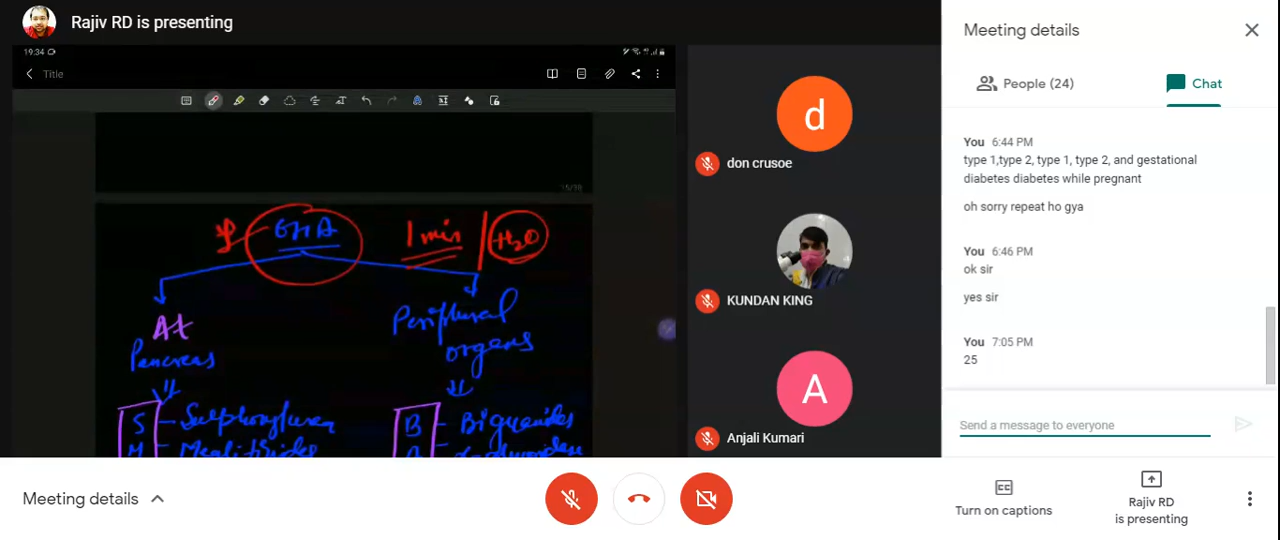 Rajiv RD is presenting
19:34
Title
15/30
OHA
1 min
H2O
At
Pancreas
Peripheral
organs
S - Sulphonylurea
M - Meglitinides
B - Biguanides
don crusoe
KUNDAN KING
A
Anjali Kumari
d
Meeting details
People (24)
Chat
You 6:44 PM
type 1,type 2, type 1, type 2, and gestational
diabetes diabetes while pregnant
oh sorry repeat ho gya
You 6:46 PM
ok sir
yes sir
You 7:05 PM
25
Send a message to everyone
Meeting details
Turn on captions
Rajiv RD
is presenting